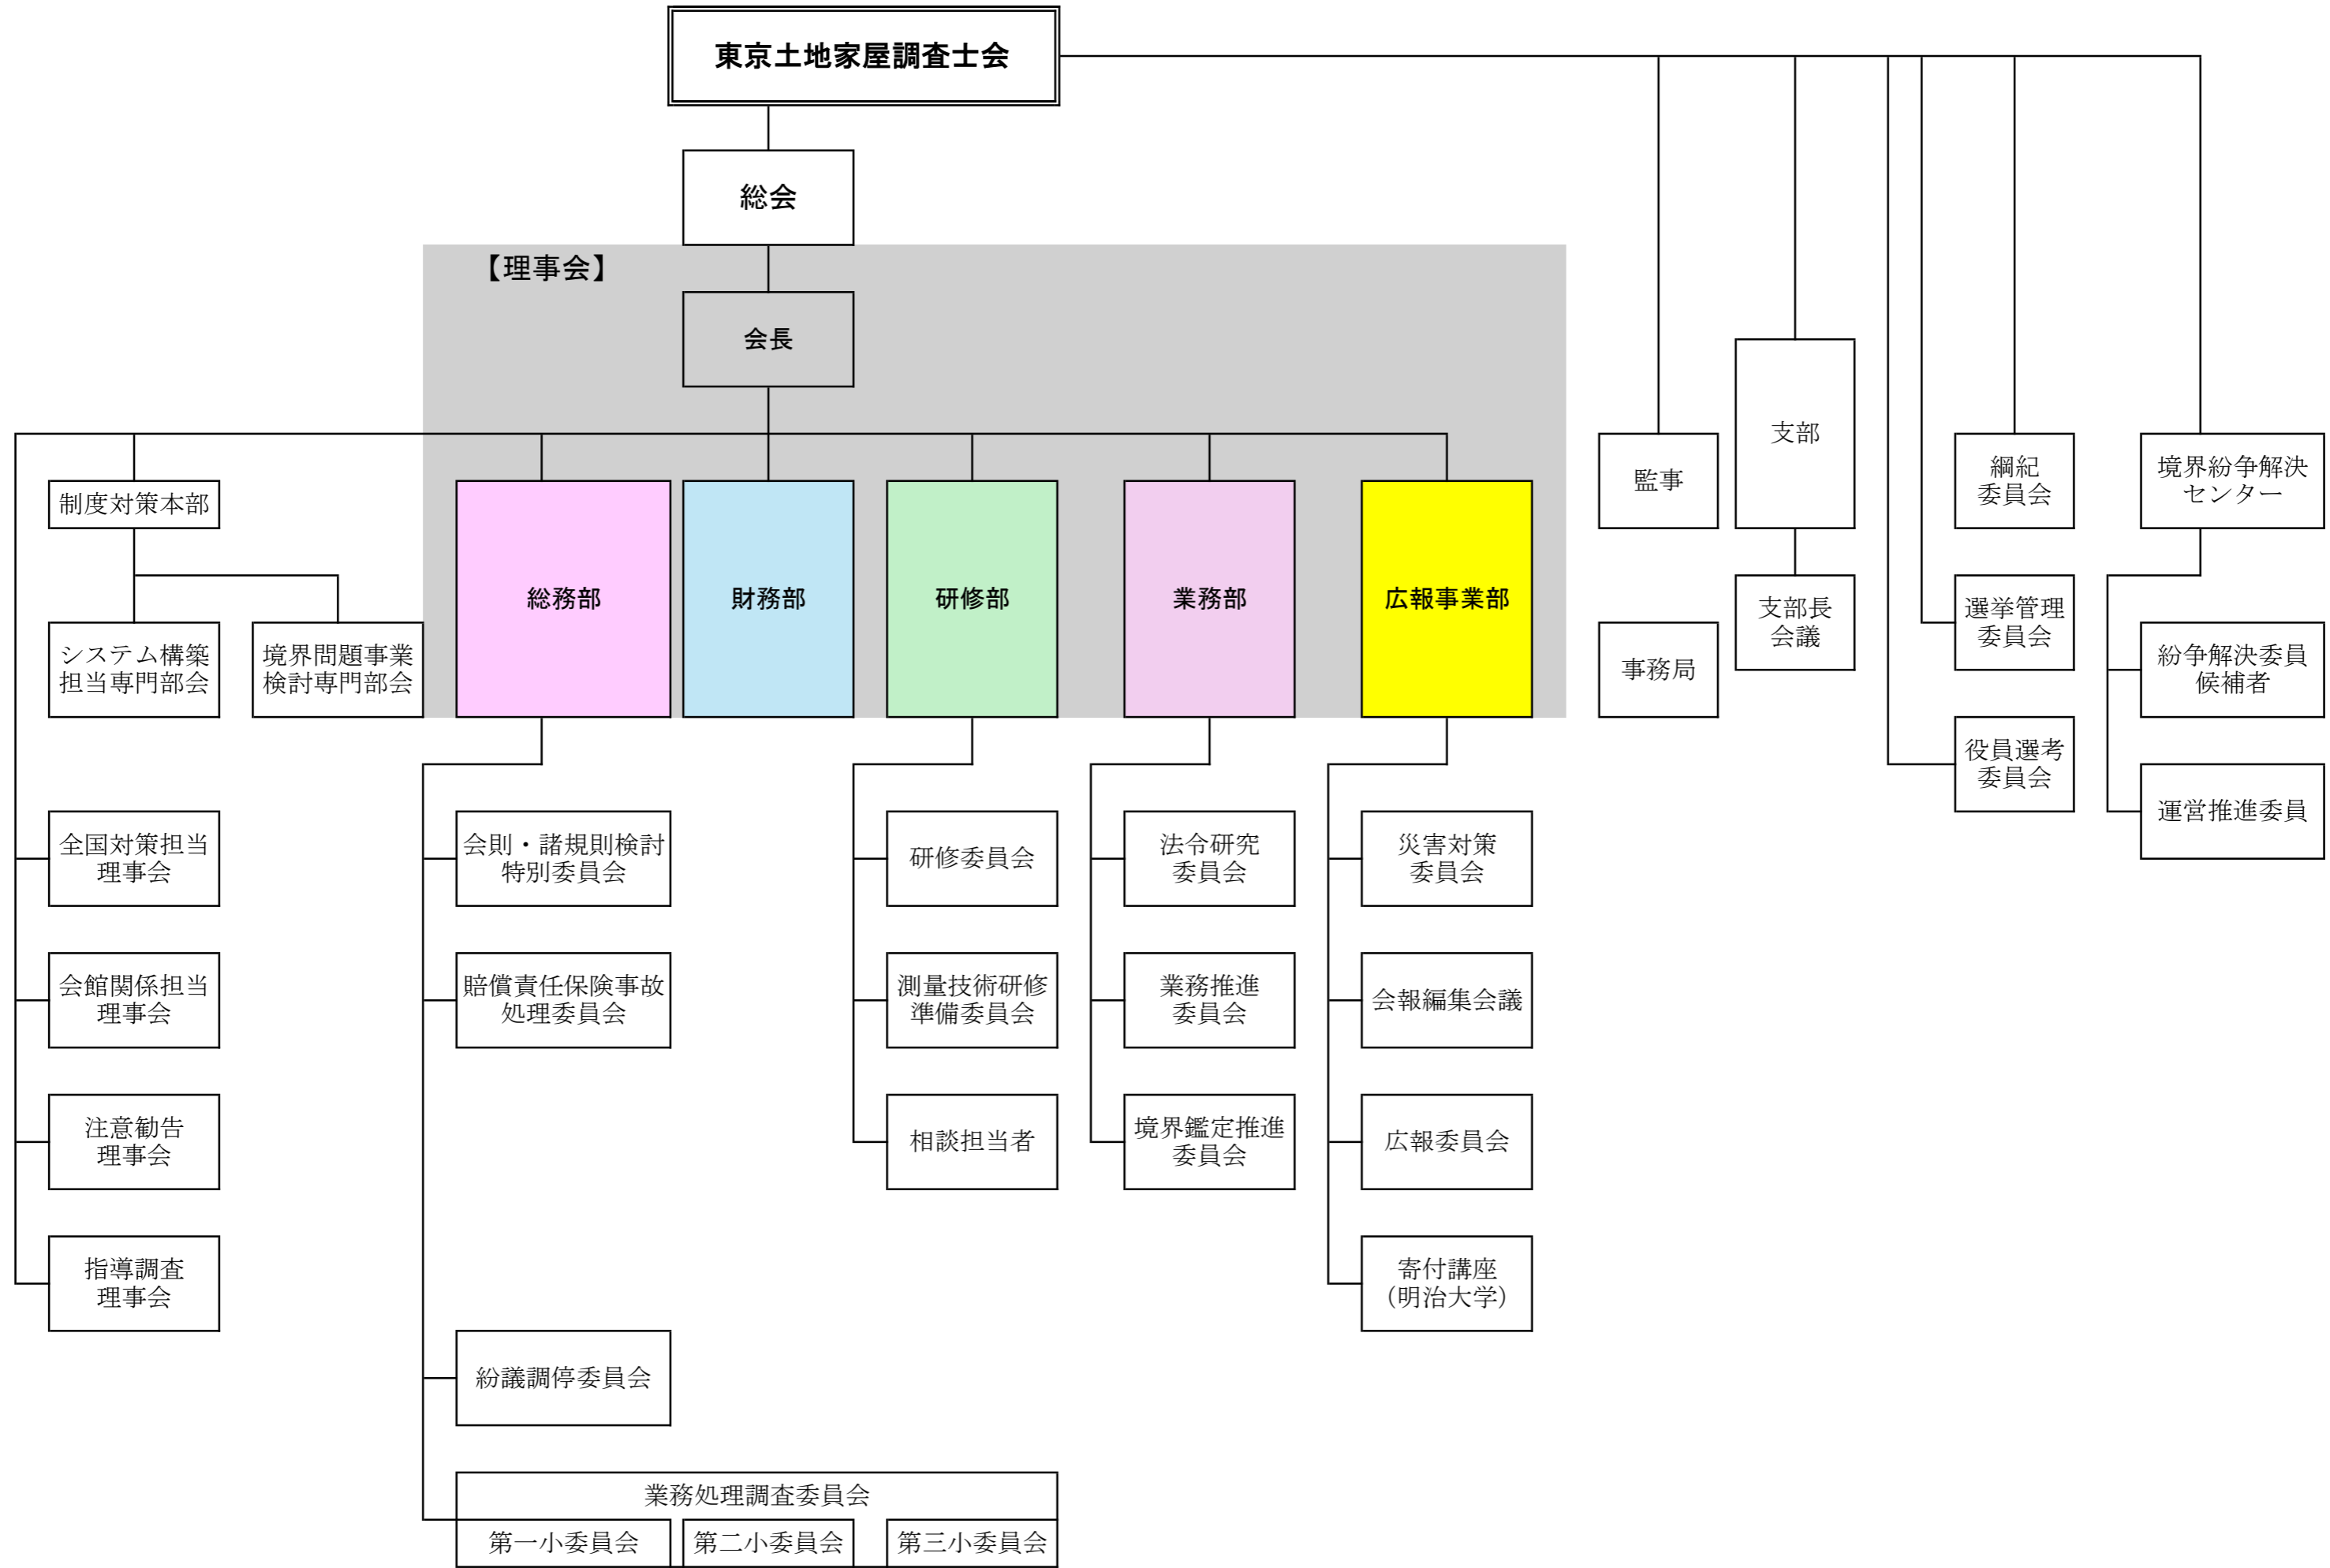 東京土地家屋調査士会
総会
【理事会】
会長
制度対策本部
システム構築
担当専門部会
境界問題事業
検討専門部会
総務部
財務部
研修部
業務部
広報事業部
監事
事務局
支部
支部長
会議
綱紀
委員会
選挙管理
委員会
役員選考
委員会
境界紛争解決
センター
紛争解決委員
候補者
運営推進委員
全国対策担当
理事会
会館関係担当
理事会
注意勧告
理事会
指導調査
理事会
会則・諸規則検討
特別委員会
賠償責任保険事故
処理委員会
紛議調停委員会
業務処理調査委員会
第一小委員会
第二小委員会
第三小委員会
研修委員会
測量技術研修
準備委員会
相談担当者
法令研究
委員会
業務推進
委員会
境界鑑定推進
委員会
災害対策
委員会
会報編集会議
広報委員会
寄付講座
（明治大学）